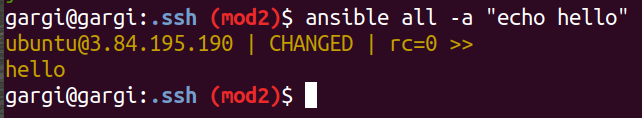 gargi@gargi:.ssh (mod2)$ ansible all -a "echo hello"
ubuntu@3.84.195.190 | CHANGED | rc=0 >>
hello
gargi@gargi:.ssh (mod2)$